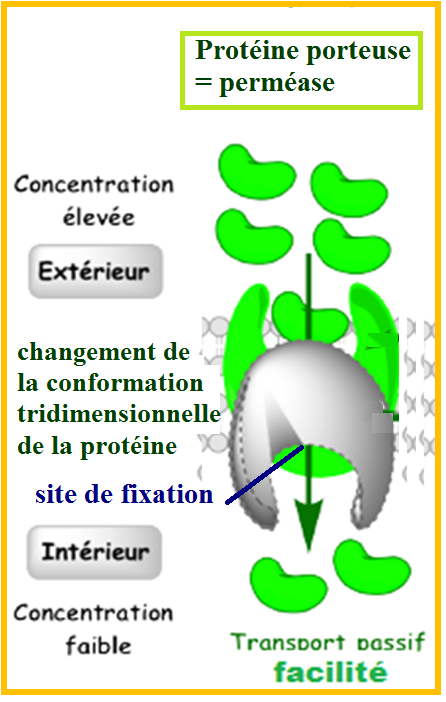 Protéine porteuse
= perméase
Concentration
élevée
Extérieur
changement de
la conformation
tridimensionnelle
de la protéine
site de fixation
Intérieur
Concentration
faible
Transport passif
facilité